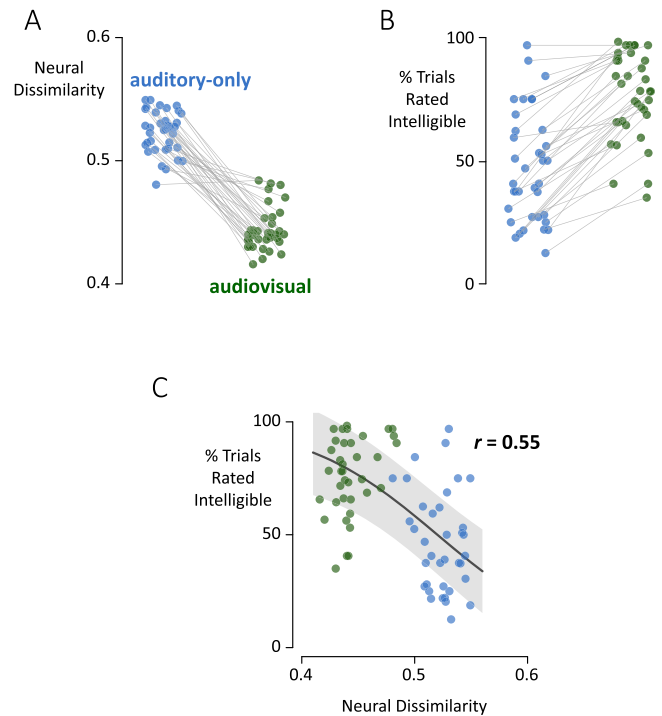 A
0.6
Neural
Dissimilarity
auditory-only
0.5
0.4
audiovisual
B
100
% Trials
Rated
Intelligible
50
0
C
100
% Trials
Rated
Intelligible
r = 0.55
50
0
0.4
0.5
0.6
Neural Dissimilarity